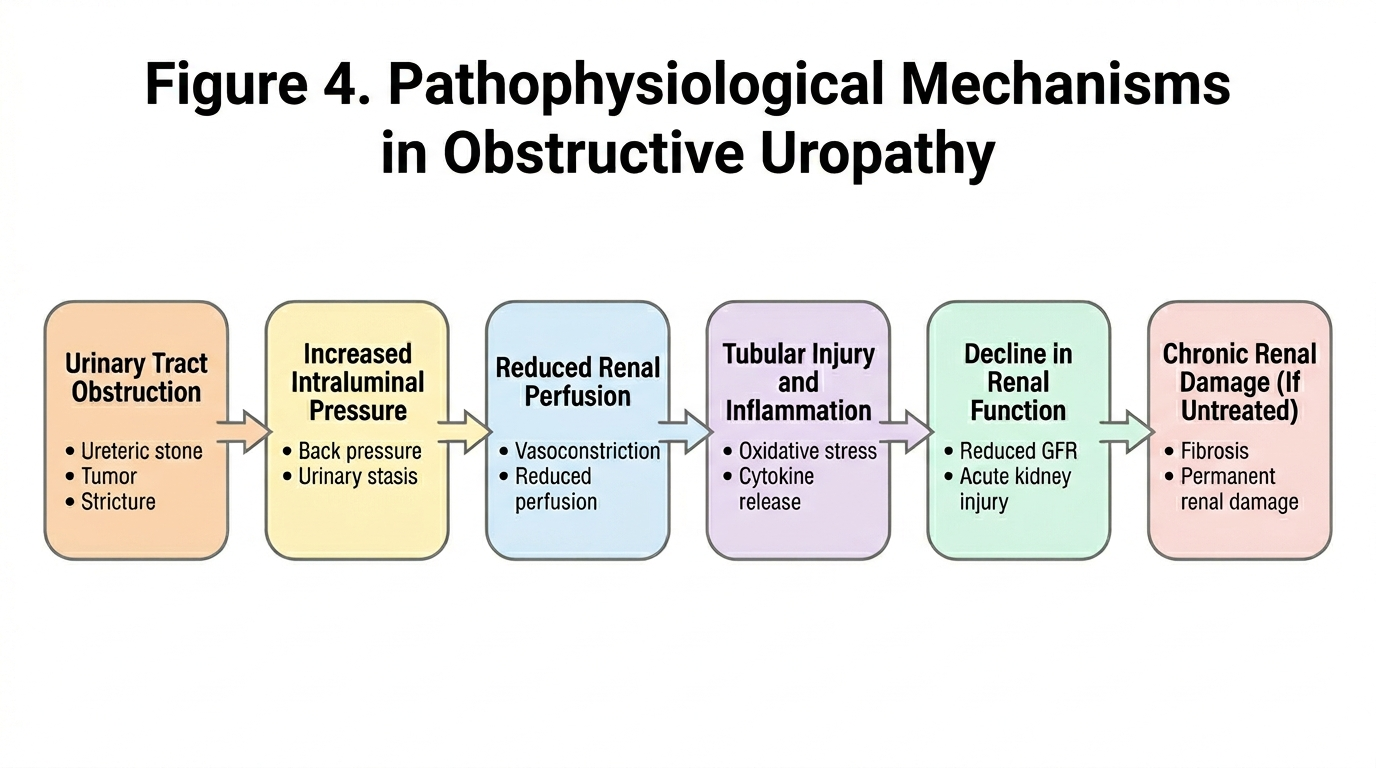 Figure 4. Pathophysiological Mechanisms
in Obstructive Uropathy
Urinary Tract
Obstruction
• Ureteric stone
• Tumor
• Stricture
Increased
Intraluminal
Pressure
• Back pressure
• Urinary stasis
Reduced Renal
Perfusion
• Vasoconstriction
• Reduced
perfusion
Tubular Injury
and
Inflammation
• Oxidative stress
• Cytokine
release
Decline in
Renal
Function
• Reduced GFR
• Acute kidney
injury
Chronic Renal
Damage (If
Untreated)
• Fibrosis
• Permanent
renal damage